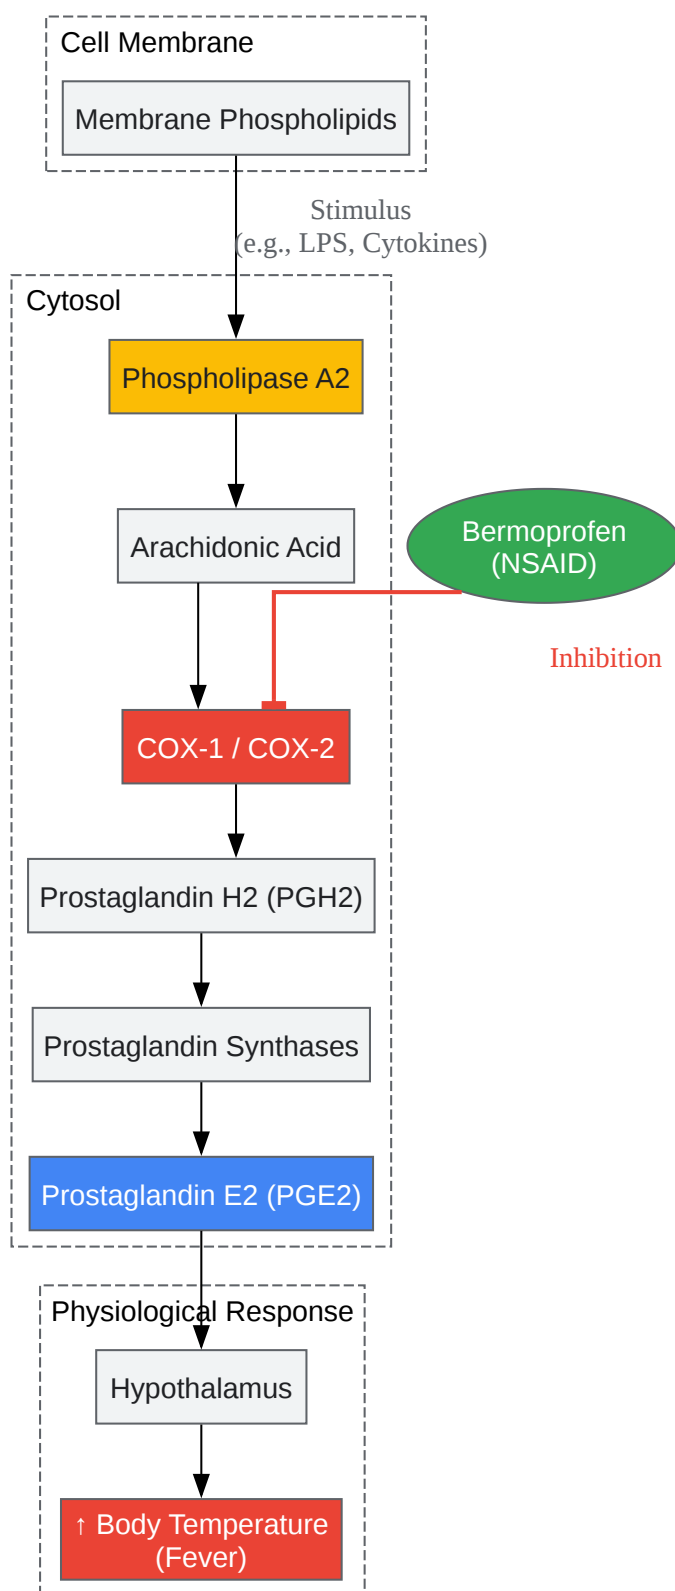 Cell Membrane
Membrane Phospholipids
Stimulus
(e.g., LPS, Cytokines)
Cytosol
Phospholipase A2
Arachidonic Acid
Bermoprofen
(NSAID)
Inhibition
COX-1 / COX-2
Prostaglandin H2 (PGH2)
Prostaglandin Synthases
Prostaglandin E2 (PGE2)
Physiological Response
Hypothalamus
↑ Body Temperature
(Fever)